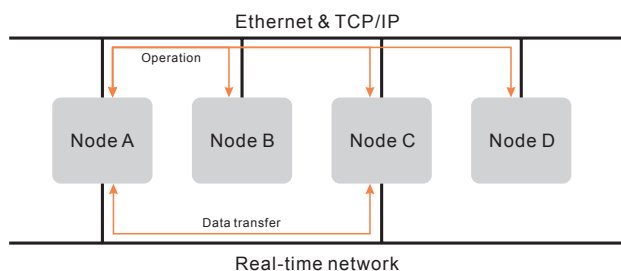 Ethernet & TCP/IP
Operation
Node A
Node B
Node C
Node D
Data transfer
Real-time network